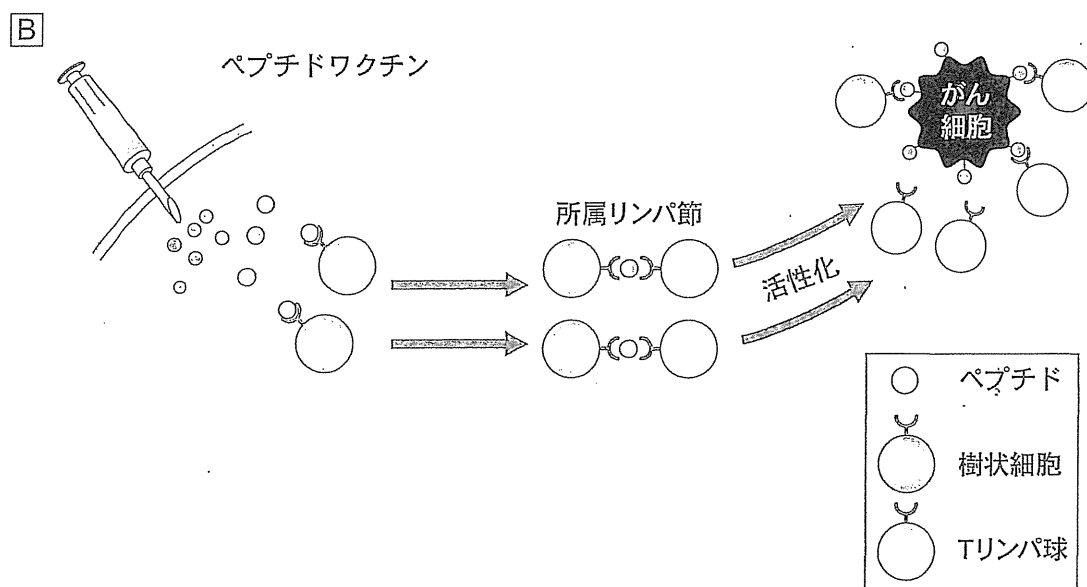 B
ペプチドワクチン
がん
細胞
所属リンパ節
活性化
ペプチド
樹状細胞
Tリンパ球